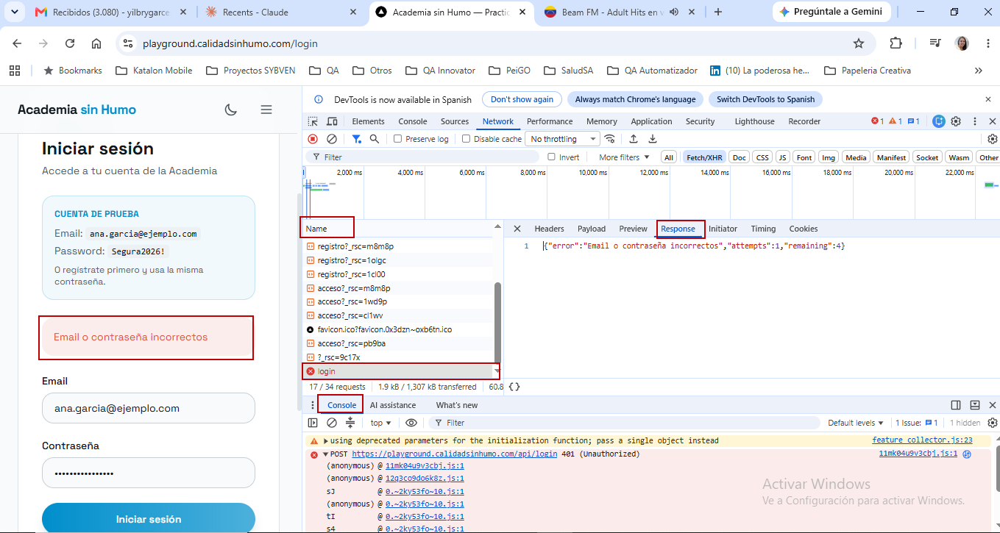 Recibidos (3.080) - yilbrygarce
Recents - Claude
Academia sin Humo — Practic
Beam FM - Adult Hits en v
Pregúntale a Gemini
playground.calidadsinhumo.com/login
Bookmarks
Katalon Mobile
Proyectos SYBVEN
QA
Otros
QA Innovator
PeiGO
SaludSA
QA Automatizador
(10) La poderosa he...
Papeleria Creativa
Academia sin Humo
Iniciar sesión
Accede a tu cuenta de la Academia
CUENTA DE PRUEBA
Email: ana.garcia@ejemplo.com
Password: Segura2026!
O regístrate primero y usa la misma
contraseña.
Email o contraseña incorrectos
Email
ana.garcia@ejemplo.com
Contraseña
••••••••••••••••
Iniciar sesión
DevTools is now available in Spanish
Don't show again
Always match Chrome's language
Switch DevTools to Spanish
Elements
Console
Sources
Network
Performance
Memory
Application
Security
Lighthouse
Recorder
1
1
1
Preserve log
Disable cache
No throttling
Filter
Invert
More filters
All
Fetch/XHR
Doc
CSS
JS
Font
Img
Media
Manifest
Socket
Wasm
Other
2,000 ms
4,000 ms
6,000 ms
8,000 ms
10,000 ms
12,000 ms
14,000 ms
16,000 ms
18,000 ms
20,000 ms
22,000 ms
Name
registro?_rsc=m8m8p
registro?_rsc=1olgc
registro?_rsc=1cl00
acceso?_rsc=m8m8p
acceso?_rsc=1wd9p
acceso?_rsc=cl1wv
favicon.ico?favicon.0x3dzn~oxb6tn.ico
acceso?_rsc=pb9ba
?_rsc=9c17x
login
17 / 34 requests
1.9 kB / 1,307 kB transferred
60.8
Headers
Payload
Preview
Response
Initiator
Timing
Cookies
1 {"error":"Email o contraseña incorrectos","attempts":1,"remaining":4}
{}
Console
AI assistance
What's new
top
Filter
Default levels
1 Issue: 1
1 hidden
using deprecated parameters for the initialization function; pass a single object instead
feature_collector.js:23
POST https://playground.calidadsinhumo.com/api/login 401 (Unauthorized)
11mk04u9v3cbj.js:1
(anonymous) @ 11mk04u9v3cbj.js:1
(anonymous) @ 12q3co9do6k8z.js:1
sJ @ 0.~2ky53fo~10.js:1
(anonymous) @ 0.~2ky53fo~10.js:1
tI @ 0.~2ky53fo~10.js:1
s4 @ 0.~2ky53fo~10.js:1
Activar Windows
Ve a Configuración para activar Windows.